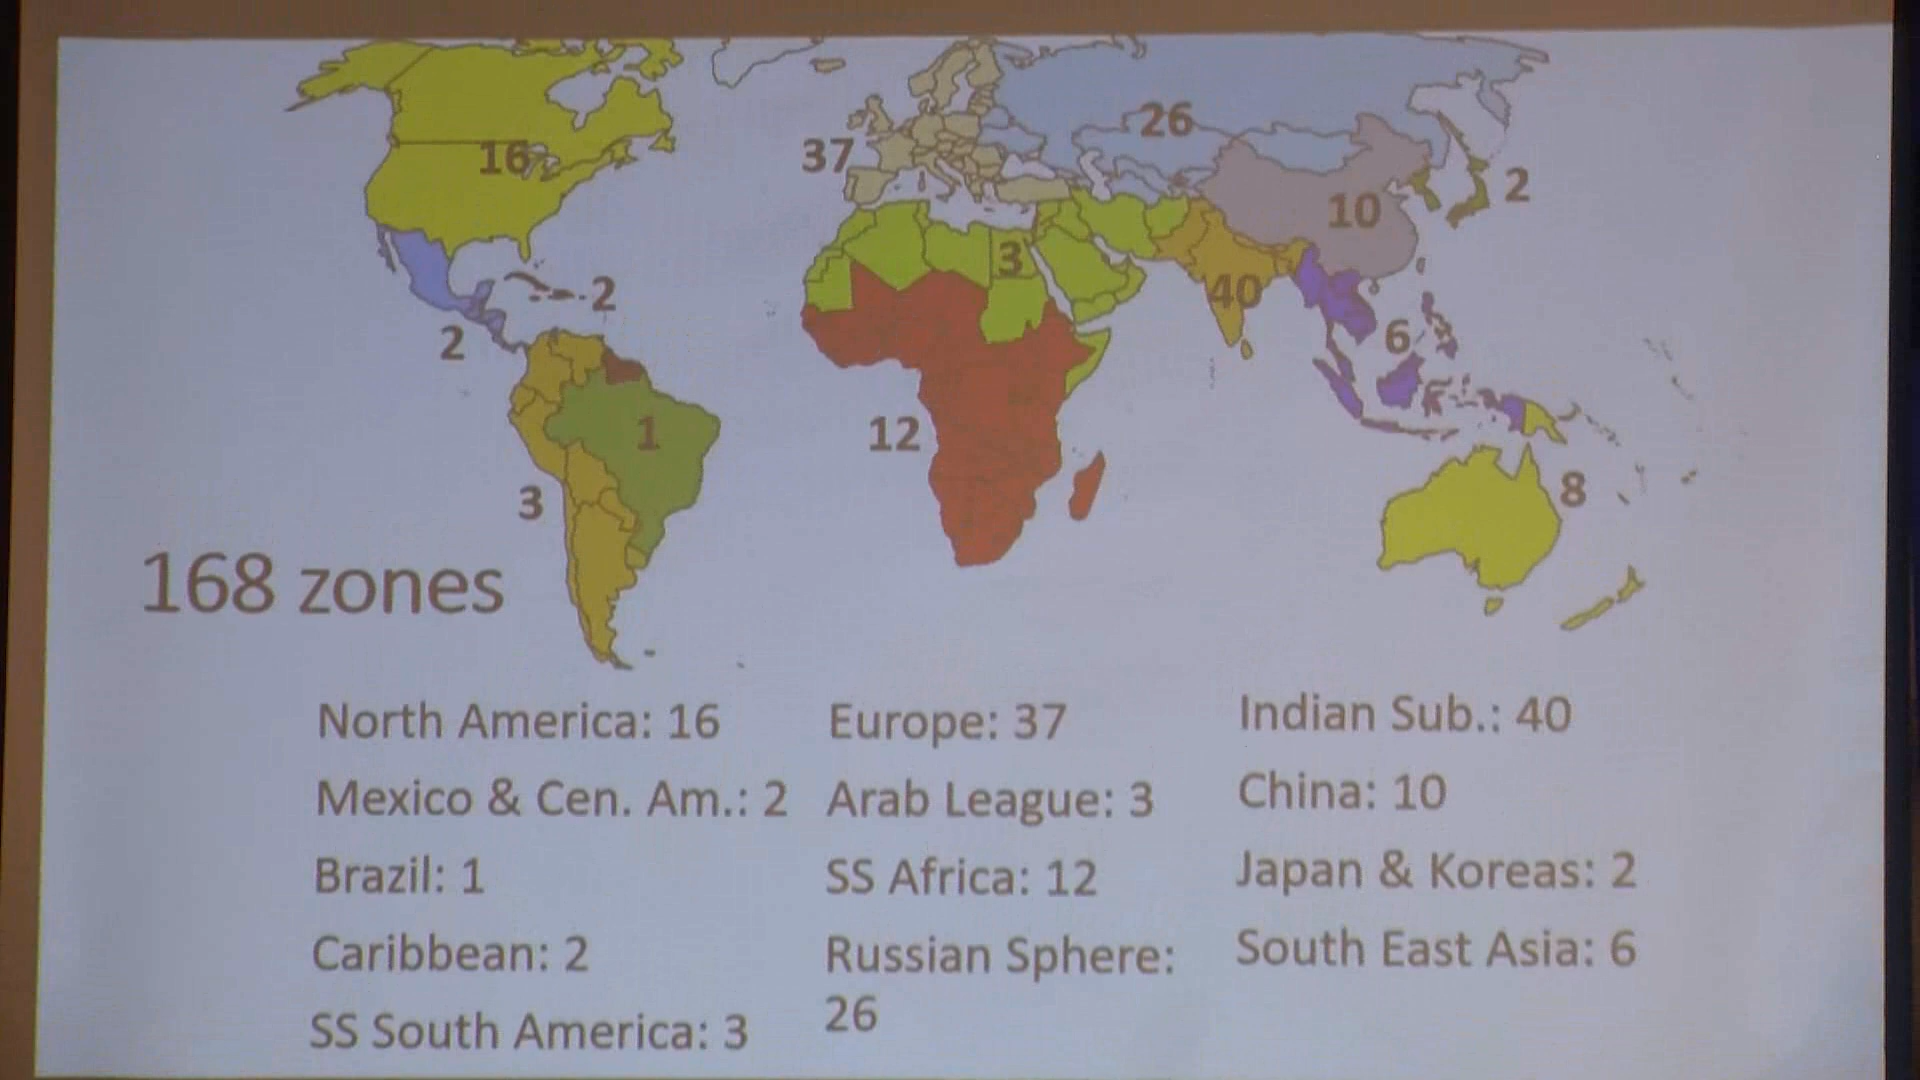 16
37
26
10
2
3
40
2
2
6
1
12
8
3
168 zones
North America: 16
Mexico & Cen. Am.: 2
Brazil: 1
Caribbean: 2
SS South America: 3
Europe: 37
Arab League: 3
SS Africa: 12
Russian Sphere:
26
Indian Sub.: 40
China: 10
Japan & Koreas: 2
South East Asia: 6